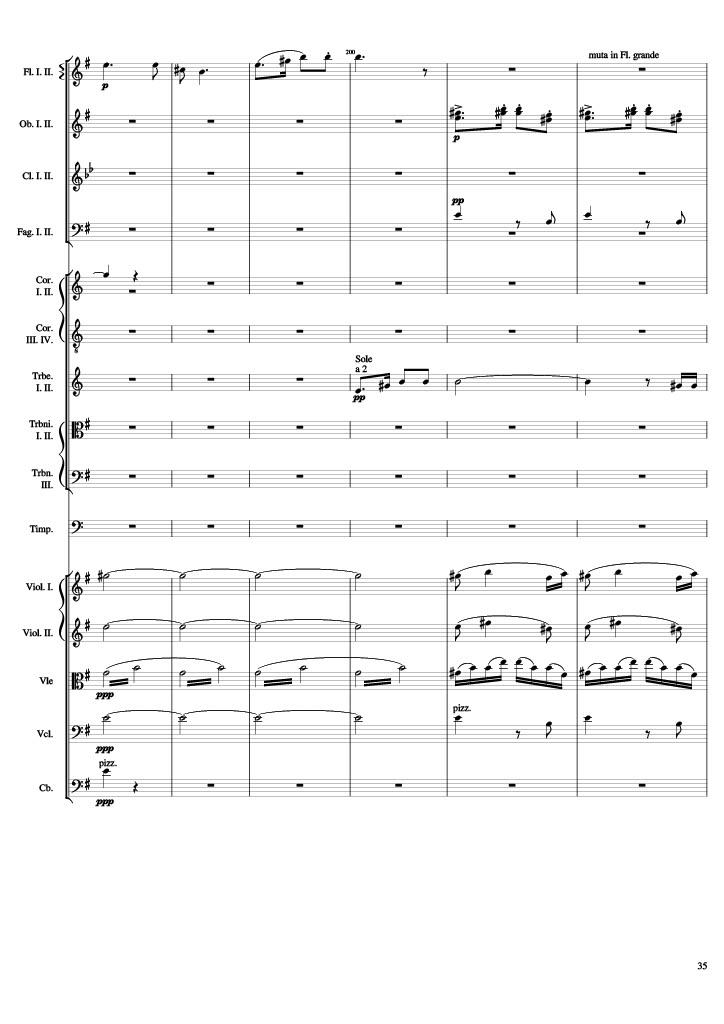 200
muta in Fl. grande
Fl. I. II.
p
Ob. I. II.
p
Cl. I. II.
pp
Fag. I. II.
Cor.
I. II.
Cor.
III. IV.
8
Sole
a 2
Trbe.
I. II.
pp
Trbni.
I. II.
Trbn.
III.
Timp.
Viol. I.
Viol. II.
Vle
ppp
pizz.
Vcl.
ppp
pizz.
Cb.
ppp
35